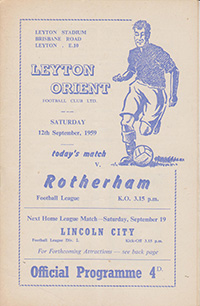 LEYTON STADIUM
BRISBANE ROAD
LEYTON · E.10
LEYTON
ORIENT
FOOTBALL CLUB LTD.
SATURDAY
12th September, 1959
today's match
v.
Rotherham
Football League: K.O. 3.15 p.m.
Next Home League Match—Saturday, September 19
LINCOLN CITY
Football League Div. 2. Kick-Off 3.15 p.m.
For Forthcoming Attractions — see back page
Official Programme 4D.